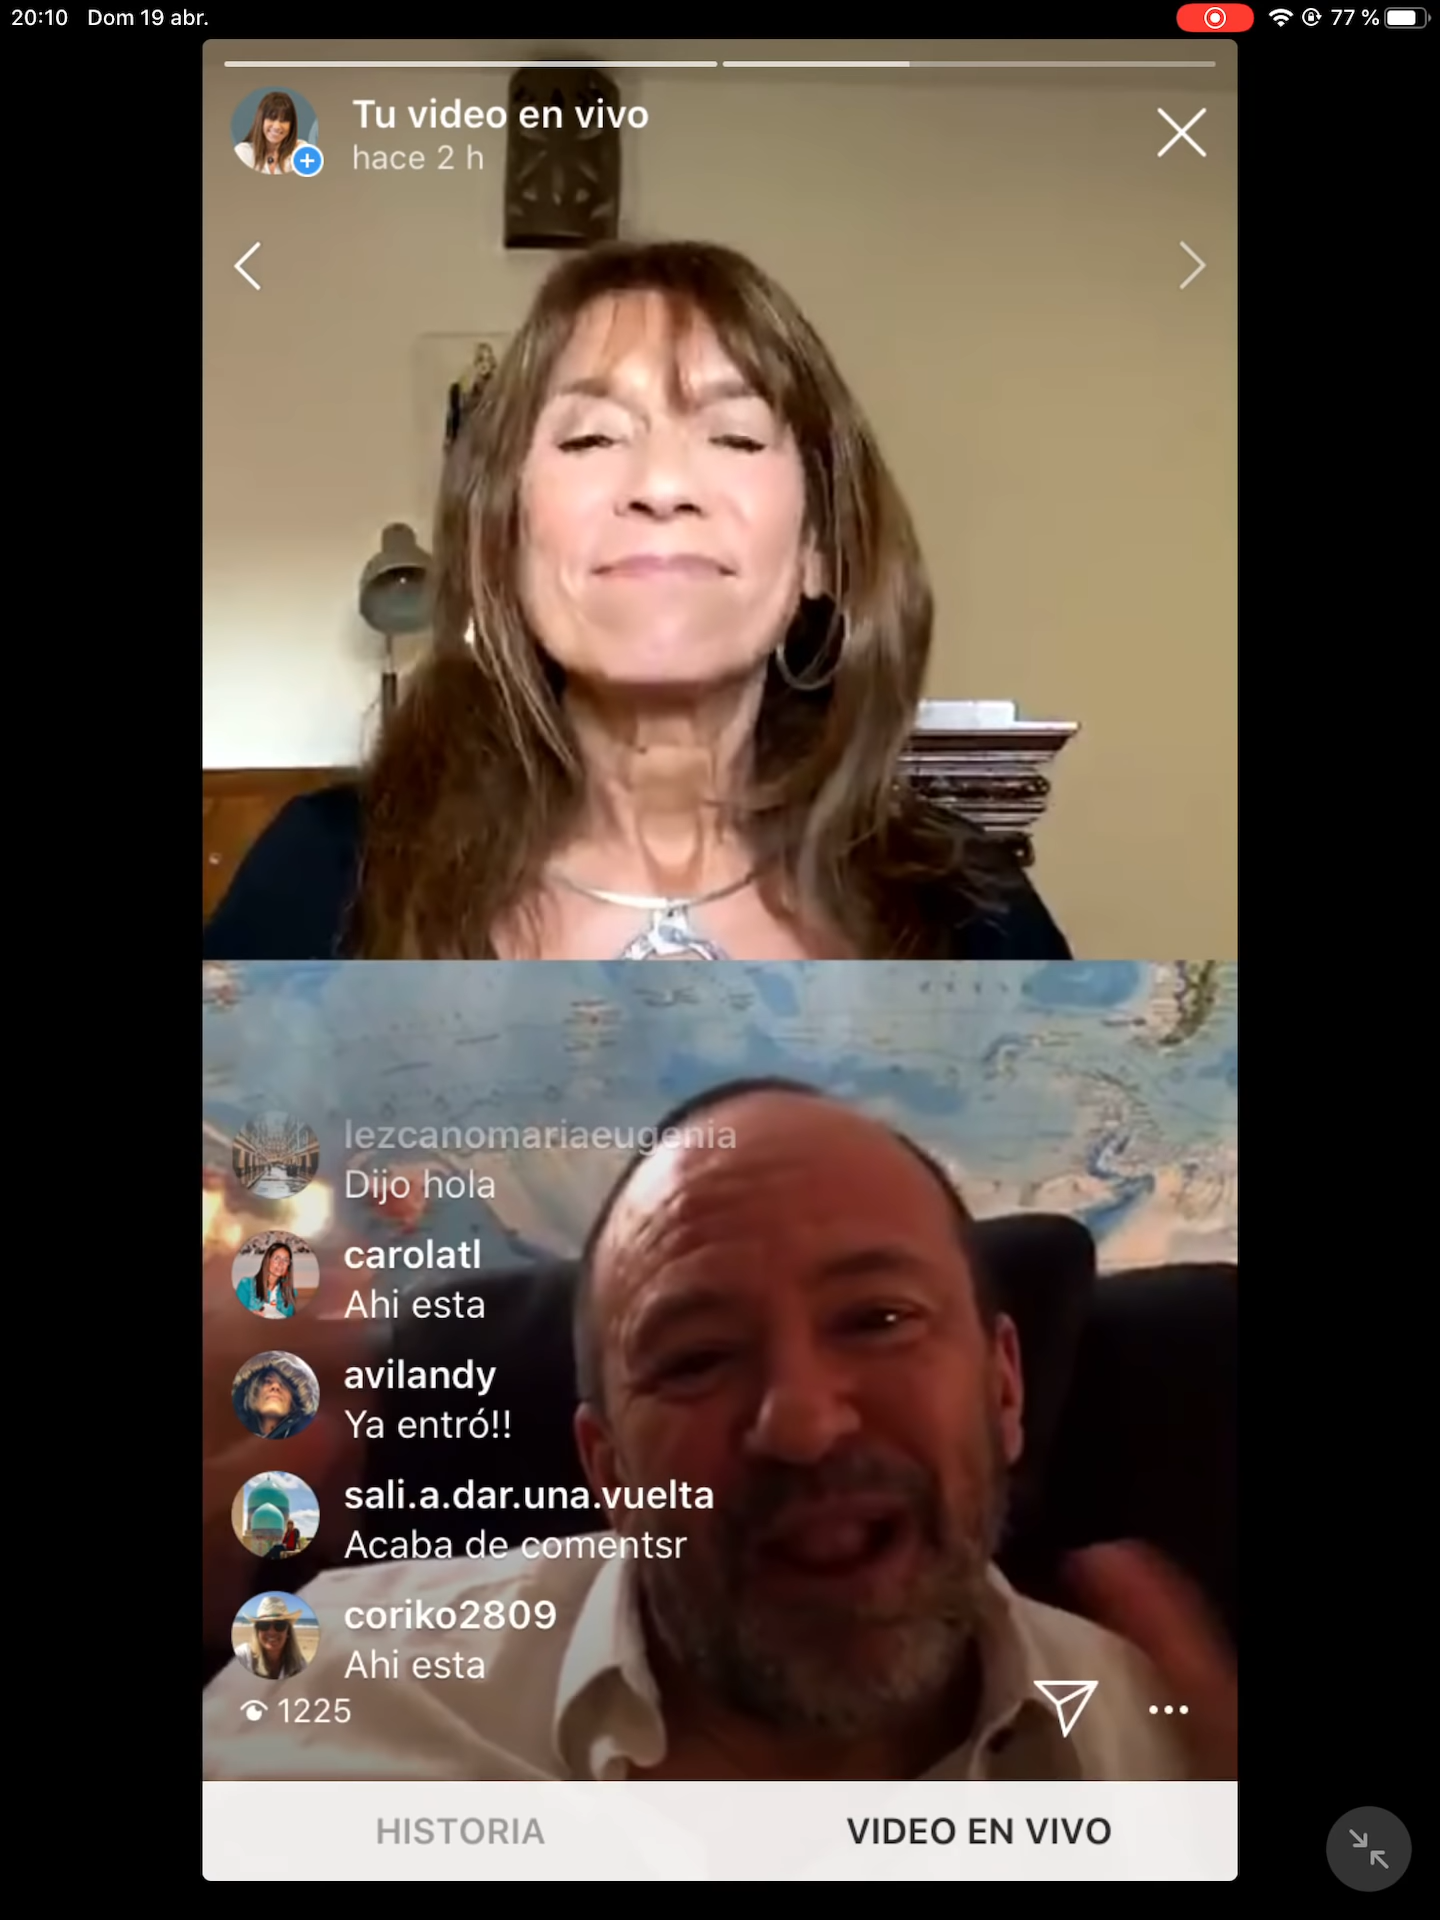 20:10 Dom 19 abr.
77 %
Tu video en vivo
hace 2 h
lezcanomariaeugenia
Dijo hola
carolatl
Ahi esta
avilandy
Ya entró!!
sali.a.dar.una.vuelta
Acaba de comentsr
coriko2809
Ahi esta
1225
HISTORIA
VIDEO EN VIVO